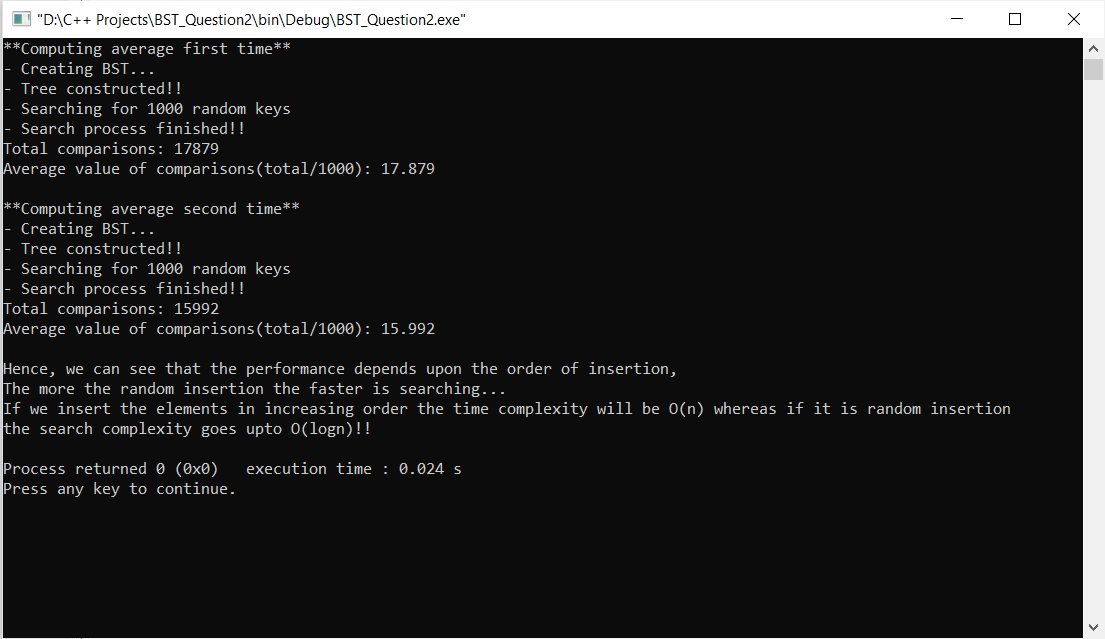 "D:\C++ Projects\BST_Question2\bin\Debug\BST_Question2.exe"
**Computing average first time**
- Creating BST...
- Tree constructed!!
- Searching for 1000 random keys
- Search process finished!!
Total comparisons: 17879
Average value of comparisons(total/1000): 17.879
**Computing average second time**
- Creating BST...
- Tree constructed!!
- Searching for 1000 random keys
- Search process finished!!
Total comparisons: 15992
Average value of comparisons(total/1000): 15.992
Hence, we can see that the performance depends upon the order of insertion,
The more the random insertion the faster is searching...
If we insert the elements in increasing order the time complexity will be O(n) whereas if it is random insertion
the search complexity goes upto O(logn)!!
Process returned 0 (0x0)   execution time : 0.024 s
Press any key to continue.